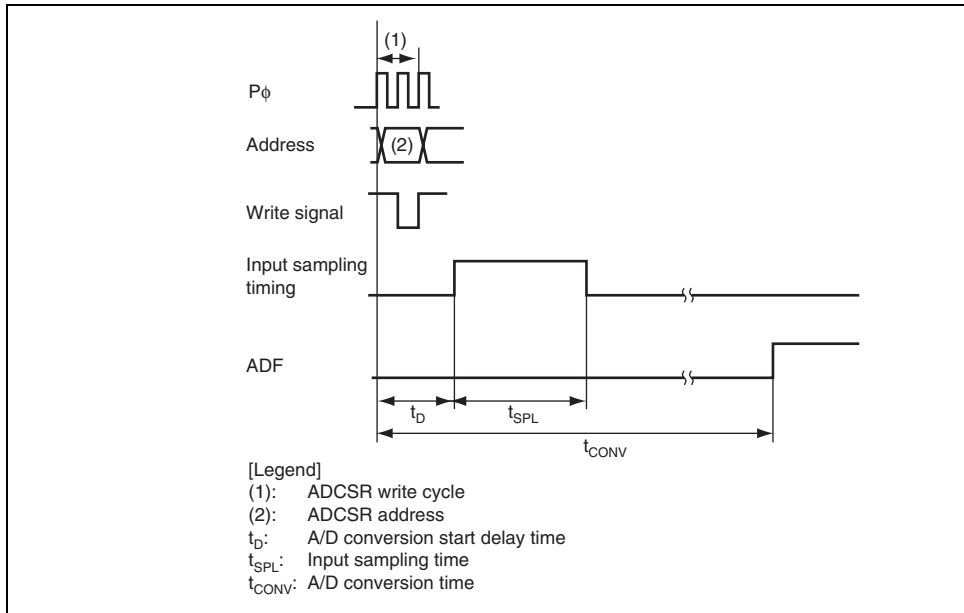 (1)
Pϕ
Address
(2)
Write signal
Input sampling
timing
ADF
tD
tSPL
tCONV
[Legend]
(1): ADCSR write cycle
(2): ADCSR address
tD: A/D conversion start delay time
tSPL: Input sampling time
tCONV: A/D conversion time